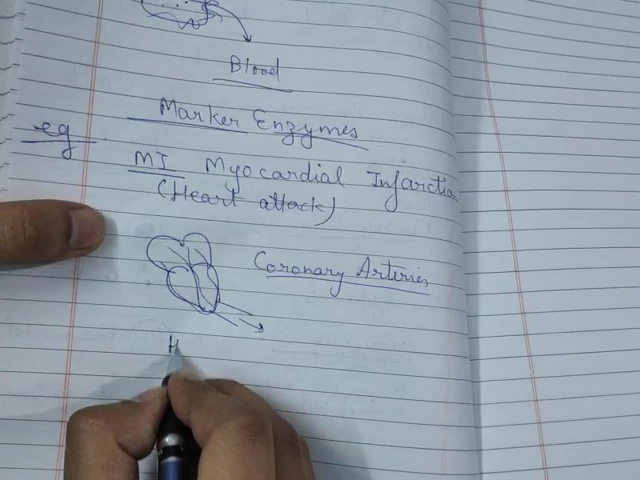 Blood
Marker Enzymes
eg
MI Myocardial Infarction
(Heart attack)
Coronary Arteries
H